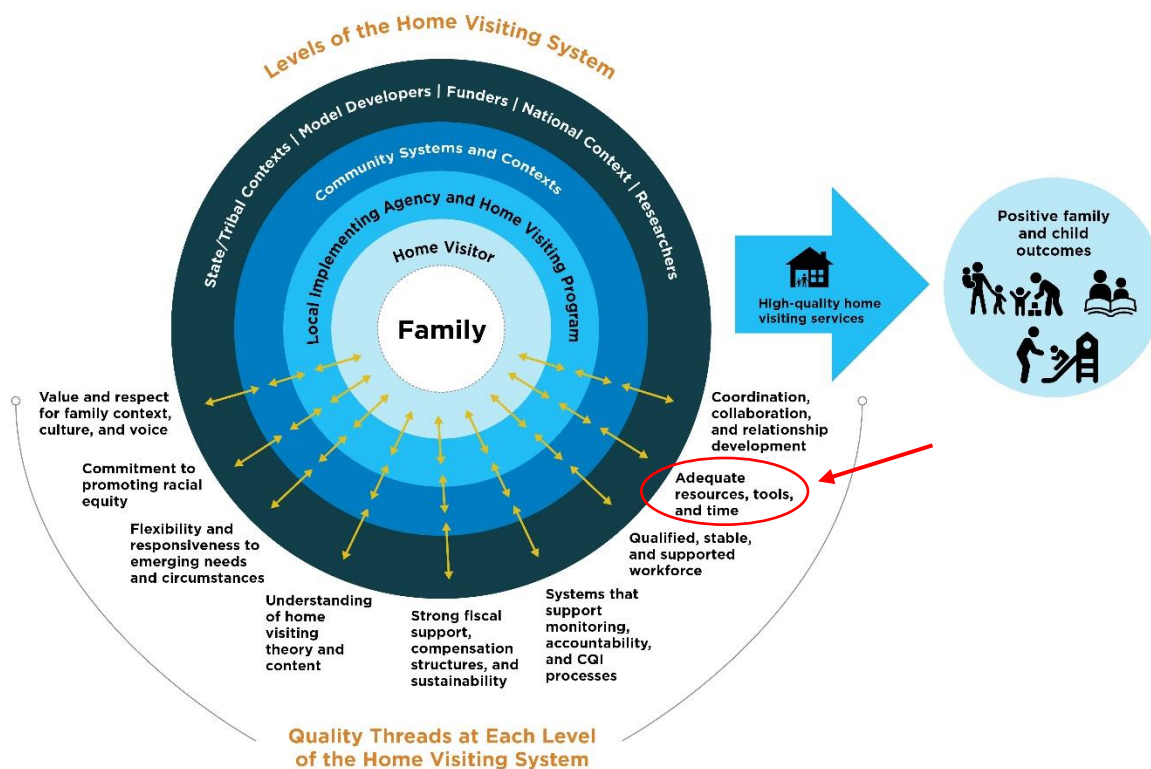 Levels of the Home Visiting System
State/Tribal Contexts | Model Developers | Funders | National Context | Researchers
Community Systems and Contexts
Local Implementing Agency and Home Visiting Program
Home Visitor
Family
High-quality home
visiting services
Positive family
and child
outcomes
Value and respect
for family context,
culture, and voice
Commitment to
promoting racial
equity
Flexibility and
responsiveness to
emerging needs
and circumstances
Understanding
of home
visiting
theory and
content
Strong fiscal
support,
compensation
structures, and
sustainability
Systems that
support
monitoring,
accountability,
and CQI
processes
Qualified, stable,
and supported
workforce
Adequate
resources, tools,
and time
Coordination,
collaboration,
and relationship
development
Quality Threads at Each Level
of the Home Visiting System